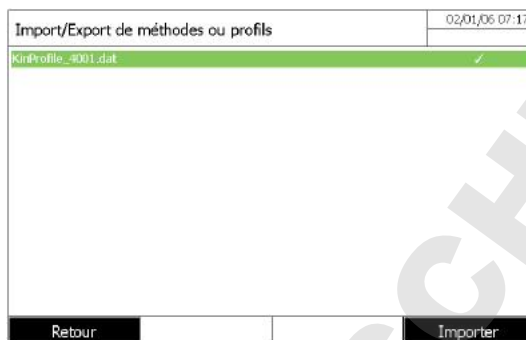 Import/Export de méthodes ou profils
02/01/06 07:17
KinProfile_4001.dat ✓
Retour
Importer